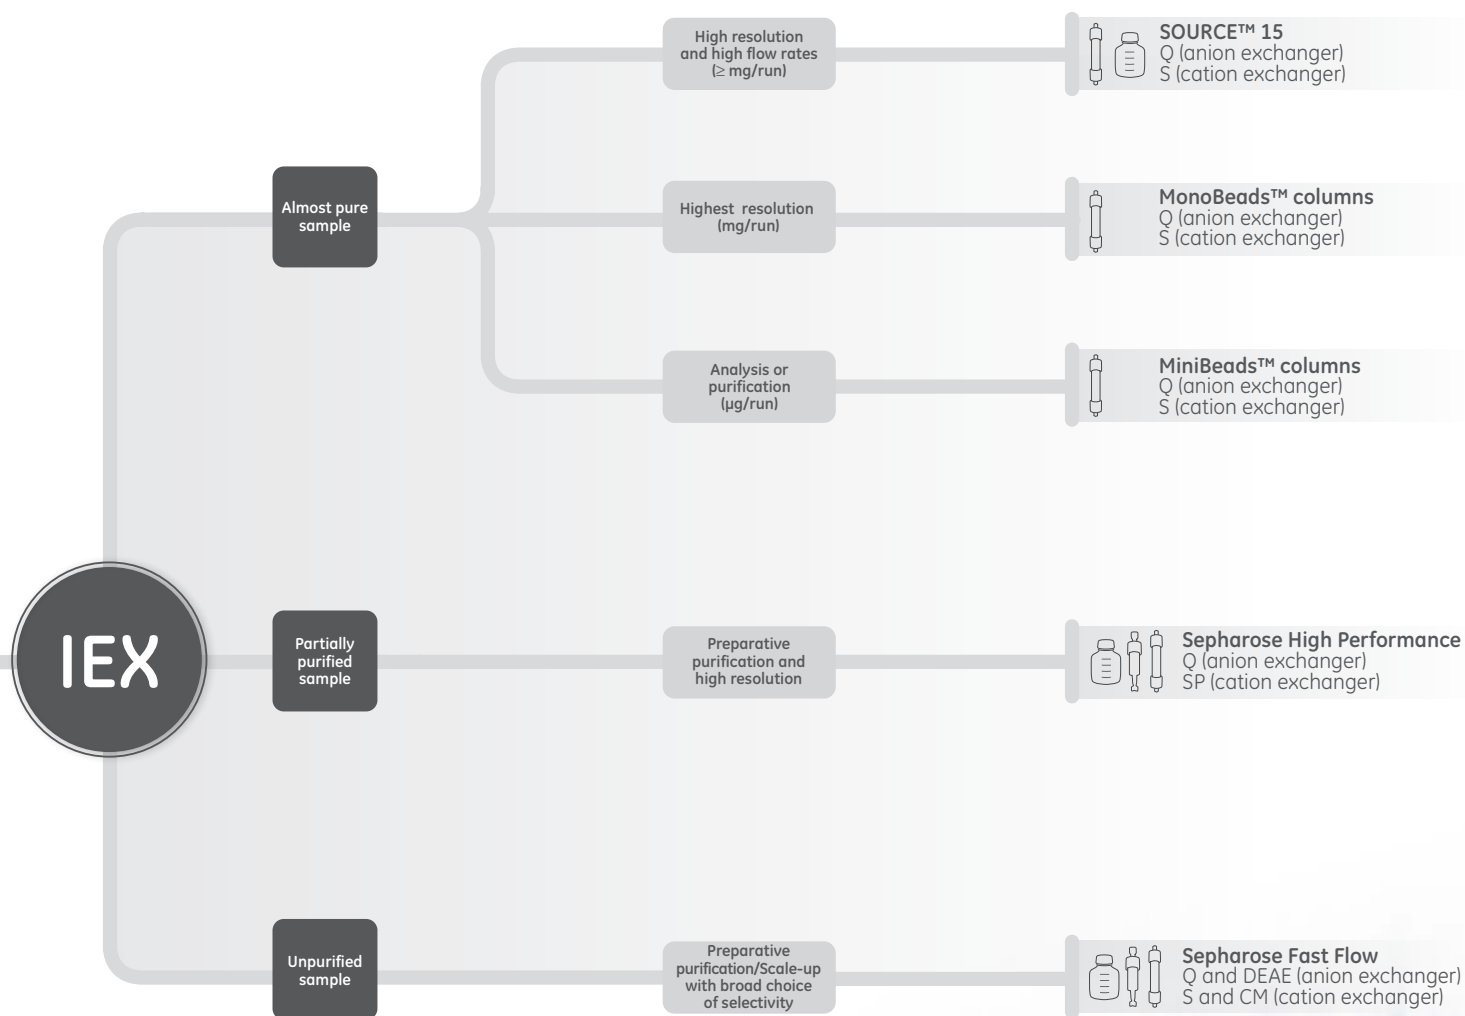 High resolution
and high flow rates
(≥ mg/run)
SOURCE™ 15
Q (anion exchanger)
S (cation exchanger)
Almost pure
sample
Highest resolution
(mg/run)
MonoBeads™ columns
Q (anion exchanger)
S (cation exchanger)
Analysis or
purification
(µg/run)
MiniBeads™ columns
Q (anion exchanger)
S (cation exchanger)
IEX
Partially
purified
sample
Preparative
purification and
high resolution
Sepharose High Performance
Q (anion exchanger)
SP (cation exchanger)
Unpurified
sample
Preparative
purification/Scale-up
with broad choice
of selectivity
Sepharose Fast Flow
Q and DEAE (anion exchanger)
S and CM (cation exchanger)